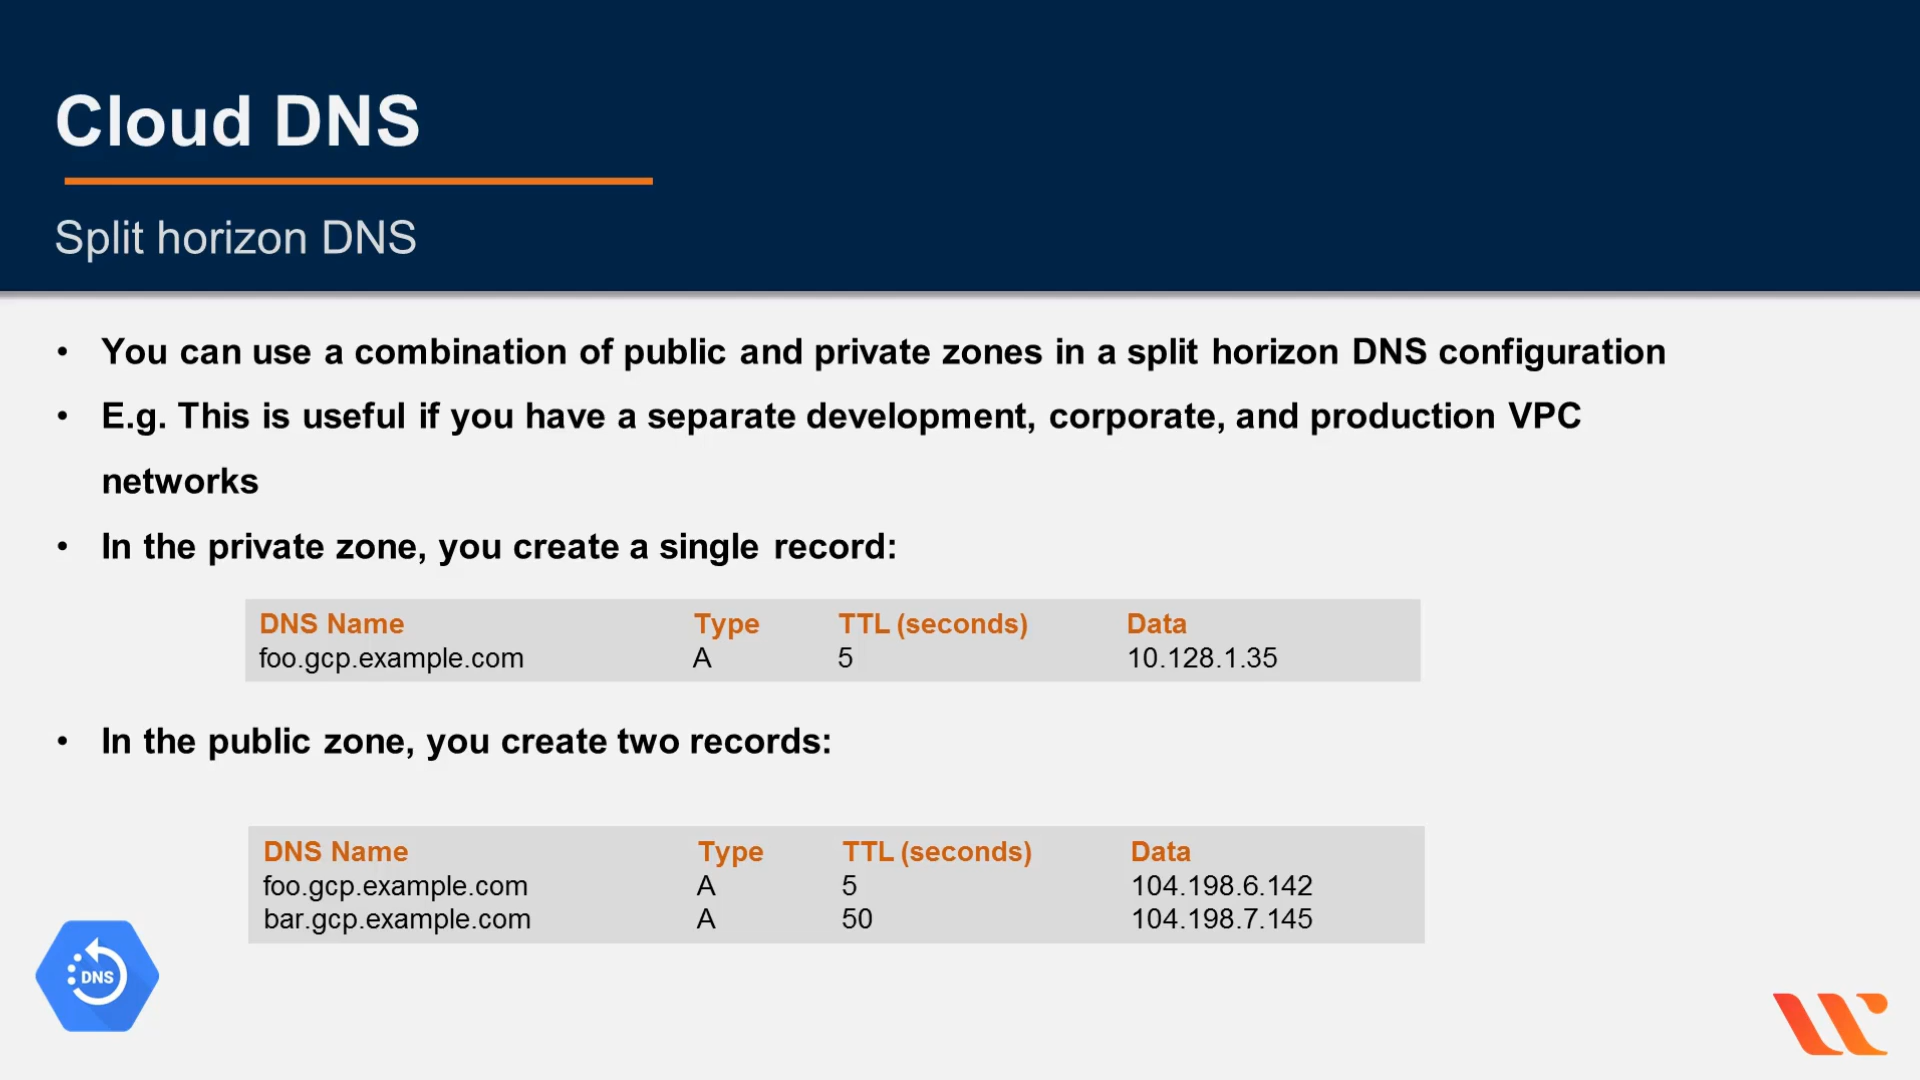 Cloud DNS
Split horizon DNS
• You can use a combination of public and private zones in a split horizon DNS configuration
• E.g. This is useful if you have a separate development, corporate, and production VPC
networks
• In the private zone, you create a single record:
DNS Name Type TTL (seconds) Data
foo.gcp.example.com A 5 10.128.1.35
• In the public zone, you create two records:
DNS Name Type TTL (seconds) Data
foo.gcp.example.com A 5 104.198.6.142
bar.gcp.example.com A 50 104.198.7.145
DNS